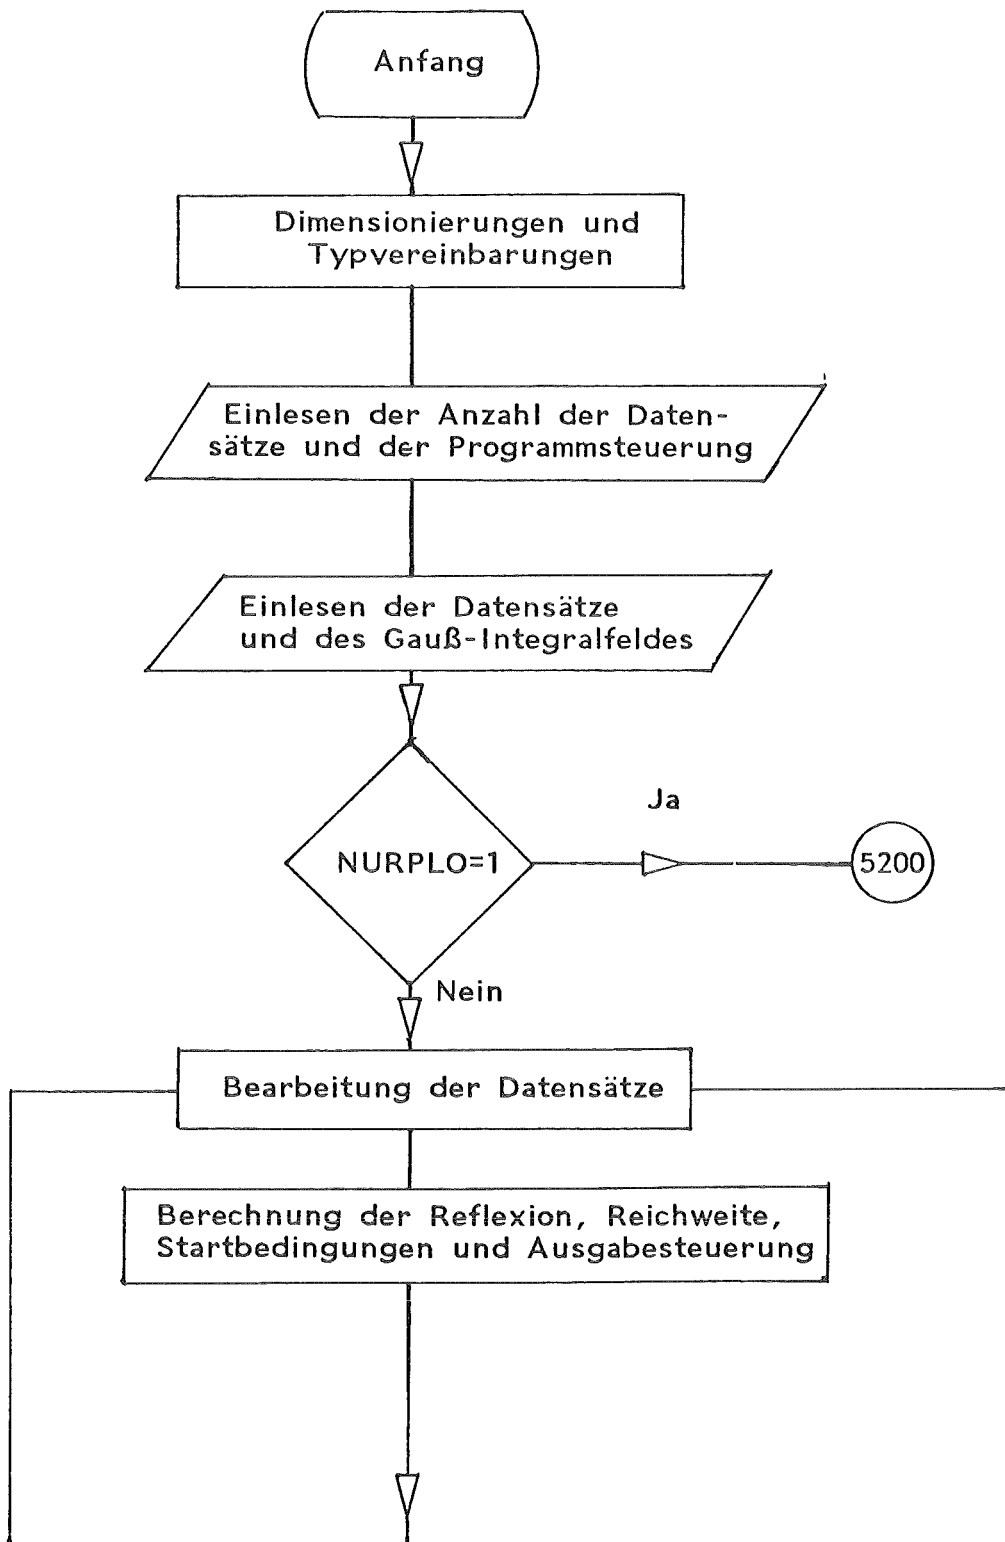 Anfang
Dimensionierungen und
Typvereinbarungen
Einlesen der Anzahl der Daten-
sätze und der Programmsteuerung
Einlesen der Datensätze
und des Gauß-Integralfeldes
NURPLO=1
Ja
5200
Nein
Bearbeitung der Datensätze
Berechnung der Reflexion, Reichweite,
Startbedingungen und Ausgabesteuerung